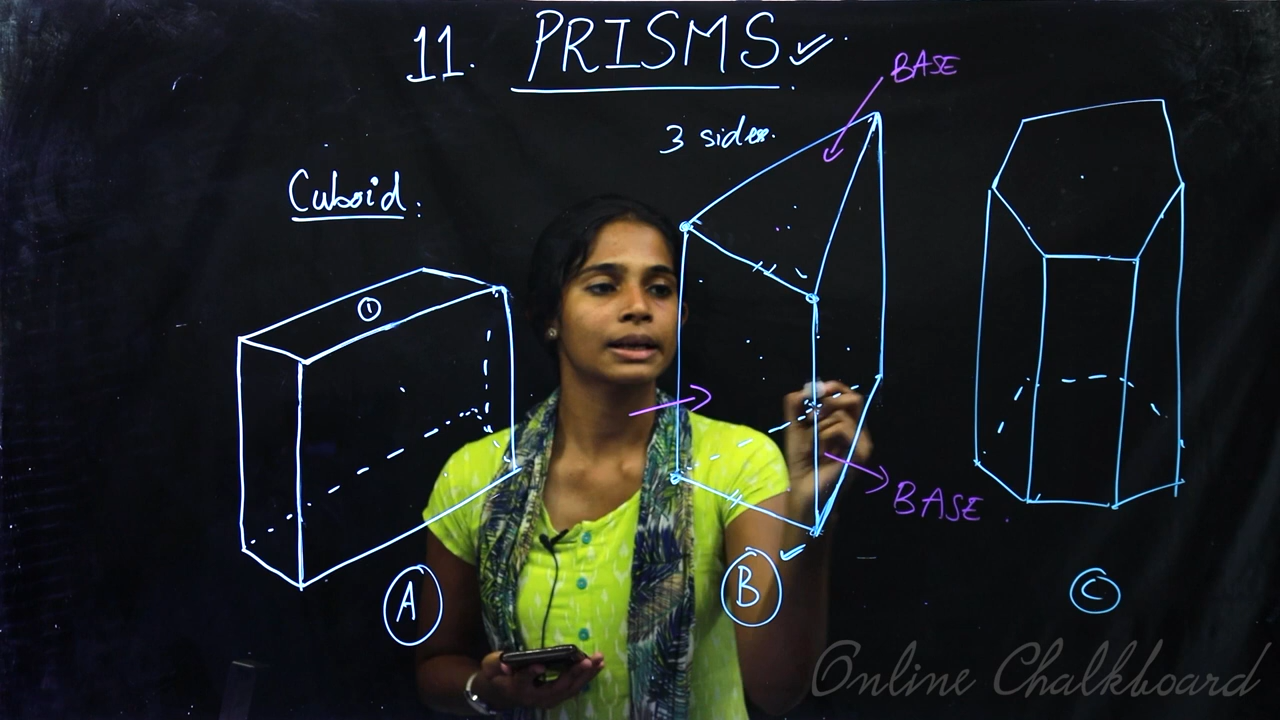 11. PRISMS
BASE
3 sides.
Cuboid.
1
BASE
A
B
C
Online Chalkboard